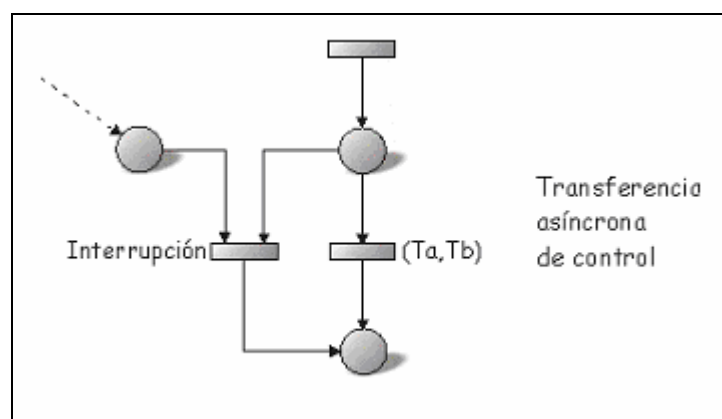 Transferencia
asíncrona
de control
Interrupción
(Ta,Tb)